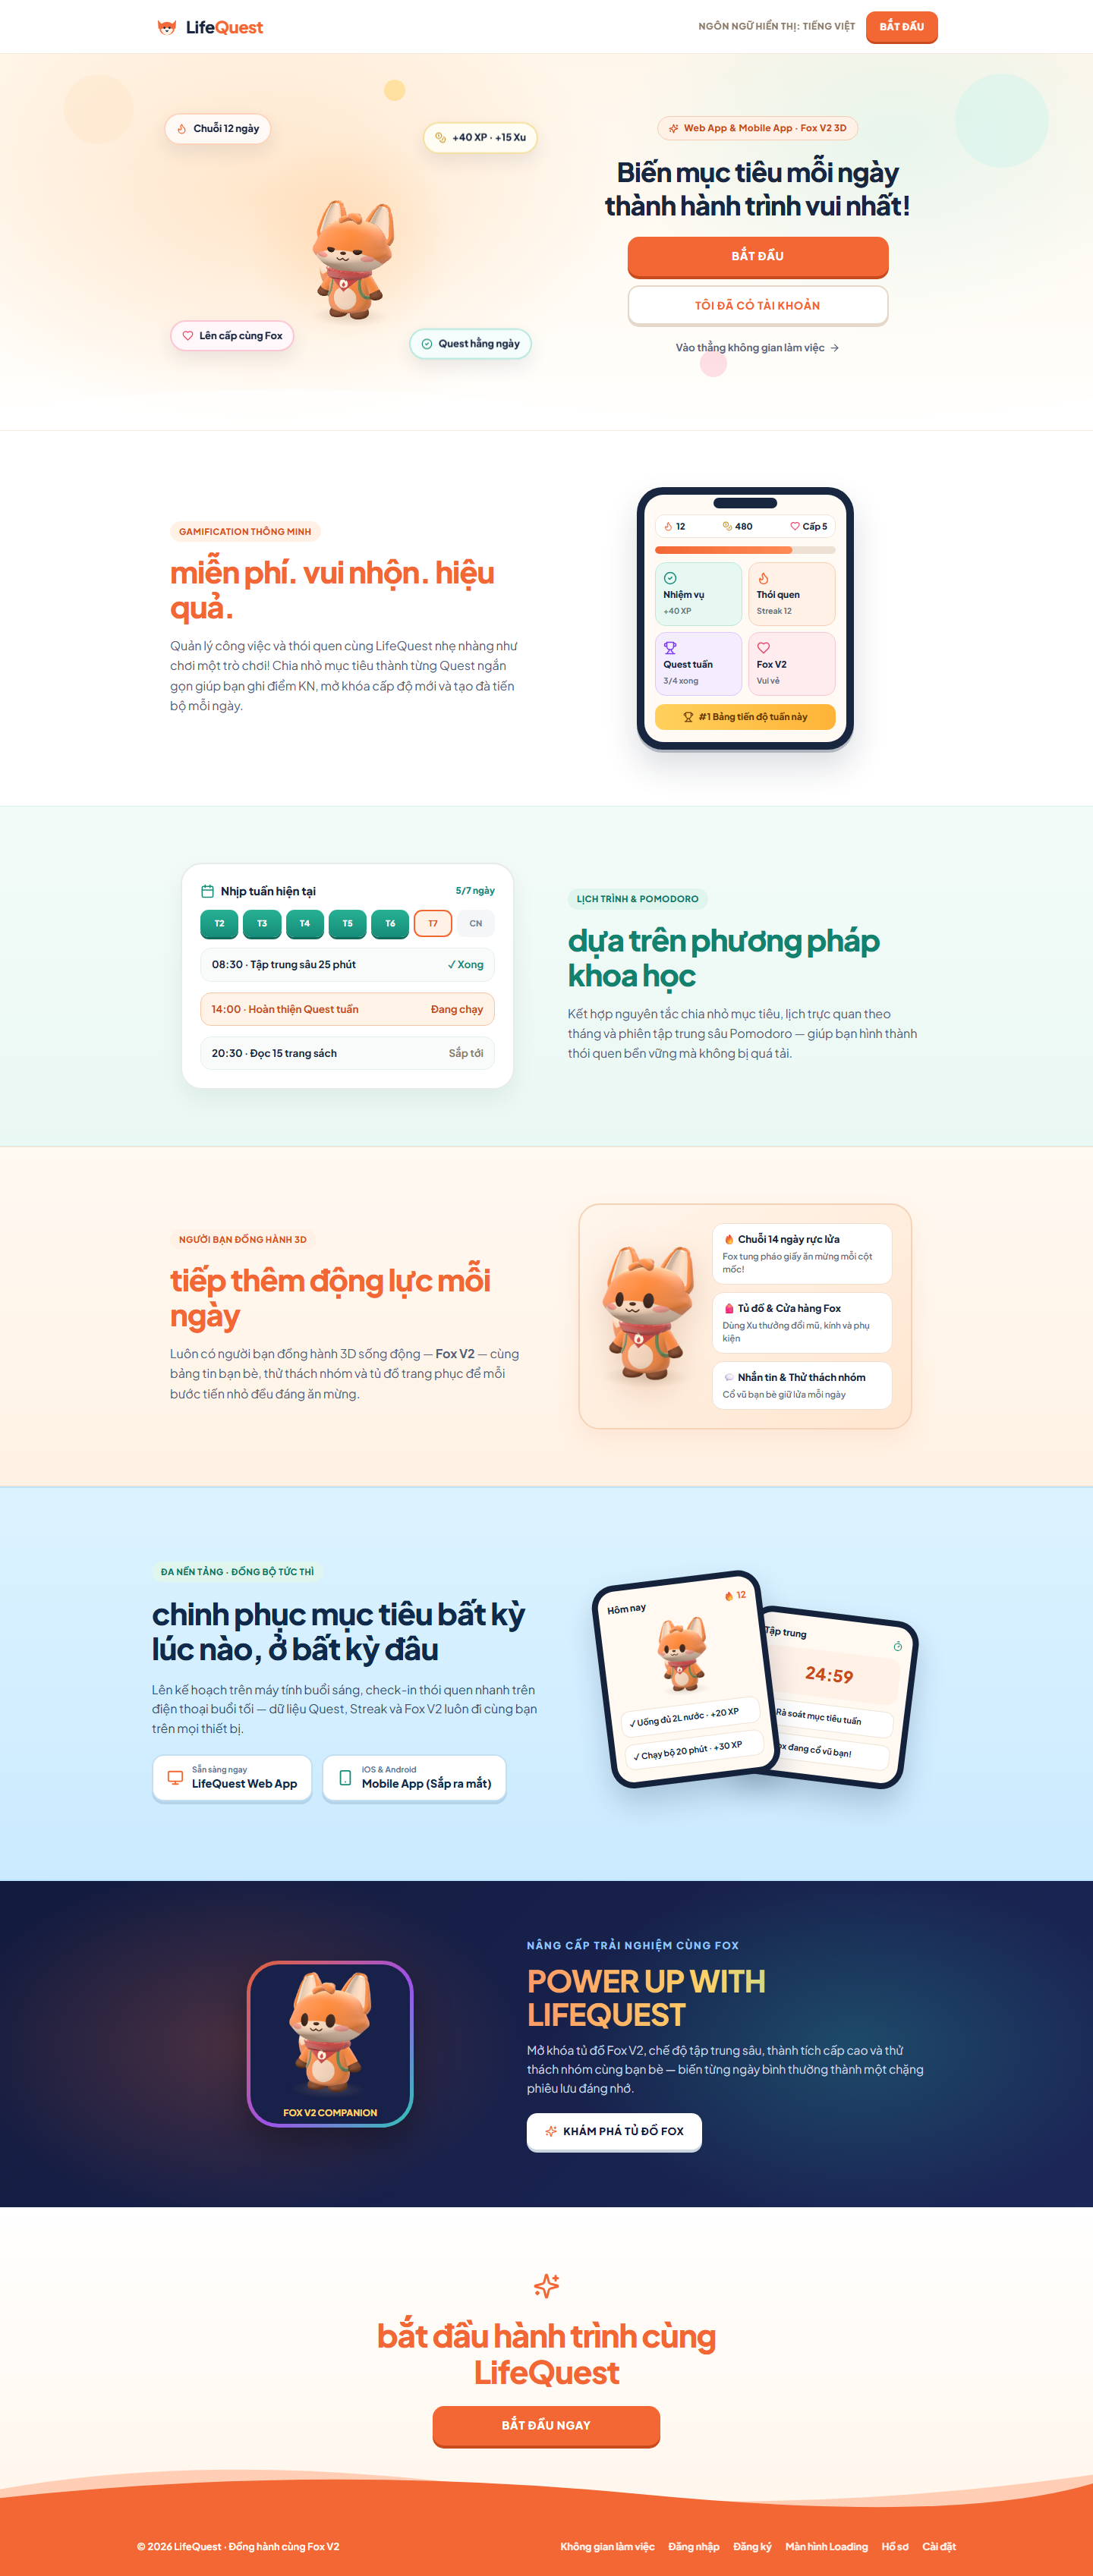 LifeQuest
NGÔN NGỮ HIỂN THỊ: TIẾNG VIỆT
BẮT ĐẦU
Chuỗi 12 ngày
+40 XP · +15 Xu
Lên cấp cùng Fox
Quest hằng ngày
Web App & Mobile App · Fox V2 3D
Biến mục tiêu mỗi ngày
thành hành trình vui nhất!
BẮT ĐẦU
TÔI ĐÃ CÓ TÀI KHOẢN
Vào thẳng không gian làm việc →
GAMIFICATION THÔNG MINH
miễn phí. vui nhộn. hiệu
quả.
Quản lý công việc và thói quen cùng LifeQuest nhẹ nhàng như
chơi một trò chơi! Chia nhỏ mục tiêu thành từng Quest ngắn
gọn giúp bạn ghi điểm KN, mở khóa cấp độ mới và tạo đà tiến
bộ mỗi ngày.
12
480
Cấp 5
Nhiệm vụ
+40 XP
Thói quen
Streak 12
Quest tuần
3/4 xong
Fox V2
Vui vẻ
#1 Bảng tiến độ tuần này
Nhịp tuần hiện tại
5/7 ngày
T2
T3
T4
T5
T6
T7
CN
08:30 · Tập trung sâu 25 phút
✓ Xong
14:00 · Hoàn thiện Quest tuần
Đang chạy
20:30 · Đọc 15 trang sách
Sắp tới
LỊCH TRÌNH & POMODORO
dựa trên phương pháp
khoa học
Kết hợp nguyên tắc chia nhỏ mục tiêu, lịch trực quan theo
tháng và phiên tập trung sâu Pomodoro — giúp bạn hình thành
thói quen bền vững mà không bị quá tải.
NGƯỜI BẠN ĐỒNG HÀNH 3D
tiếp thêm động lực mỗi
ngày
Luôn có người bạn đồng hành 3D sống động — Fox V2 — cùng
bảng tin bạn bè, thử thách nhóm và tủ đồ trang phục để mỗi
bước tiến nhỏ đều đáng ăn mừng.
Chuỗi 14 ngày rực lửa
Fox tung pháo giấy ăn mừng mỗi cột
mốc!
Tủ đồ & Cửa hàng Fox
Dùng Xu thưởng đổi mũ, kính và phụ
kiện
Nhắn tin & Thử thách nhóm
Cổ vũ bạn bè giữ lửa mỗi ngày
ĐA NỀN TẢNG · ĐỒNG BỘ TỨC THÌ
chinh phục mục tiêu bất kỳ
lúc nào, ở bất kỳ đâu
Lên kế hoạch trên máy tính buổi sáng, check-in thói quen nhanh trên
điện thoại buổi tối — dữ liệu Quest, Streak và Fox V2 luôn đi cùng bạn
trên mọi thiết bị.
Sẵn sàng ngay
LifeQuest Web App
iOS & Android
Mobile App (Sắp ra mắt)
Hôm nay
12
✓ Uống đủ 2L nước · +20 XP
✓ Chạy bộ 20 phút · +30 XP
Tập trung
24:59
Rà soát mục tiêu tuần
đang cổ vũ bạn!
NÂNG CẤP TRẢI NGHIỆM CÙNG FOX
POWER UP WITH
LIFEQUEST
Mở khóa tủ đồ Fox V2, chế độ tập trung sâu, thành tích cấp cao và thử
thách nhóm cùng bạn bè — biến từng ngày bình thường thành một chặng
phiêu lưu đáng nhớ.
FOX V2 COMPANION
KHÁM PHÁ TỦ ĐỒ FOX
bắt đầu hành trình cùng
LifeQuest
BẮT ĐẦU NGAY
© 2026 LifeQuest · Đồng hành cùng Fox V2
Không gian làm việc
Đăng nhập
Đăng ký
Màn hình Loading
Hồ sơ
Cài đặt